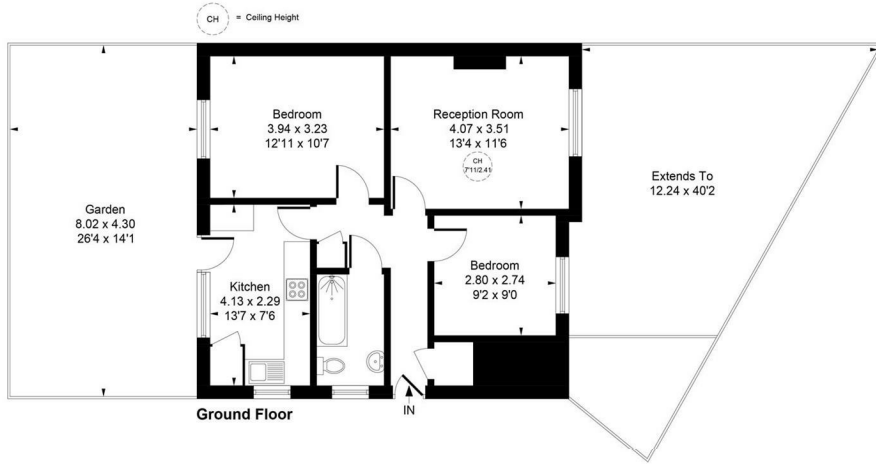 CH = Ceiling Height
Bedroom
3.94 x 3.23
12'11 x 10'7
Reception Room
4.07 x 3.51
13'4 x 11'6
CH
7'11/2.41
Extends To
12.24 x 40'2
Garden
8.02 x 4.30
26'4 x 14'1
Kitchen
4.13 x 2.29
13'7 x 7'6
Bedroom
2.80 x 2.74
9'2 x 9'0
Ground Floor
IN